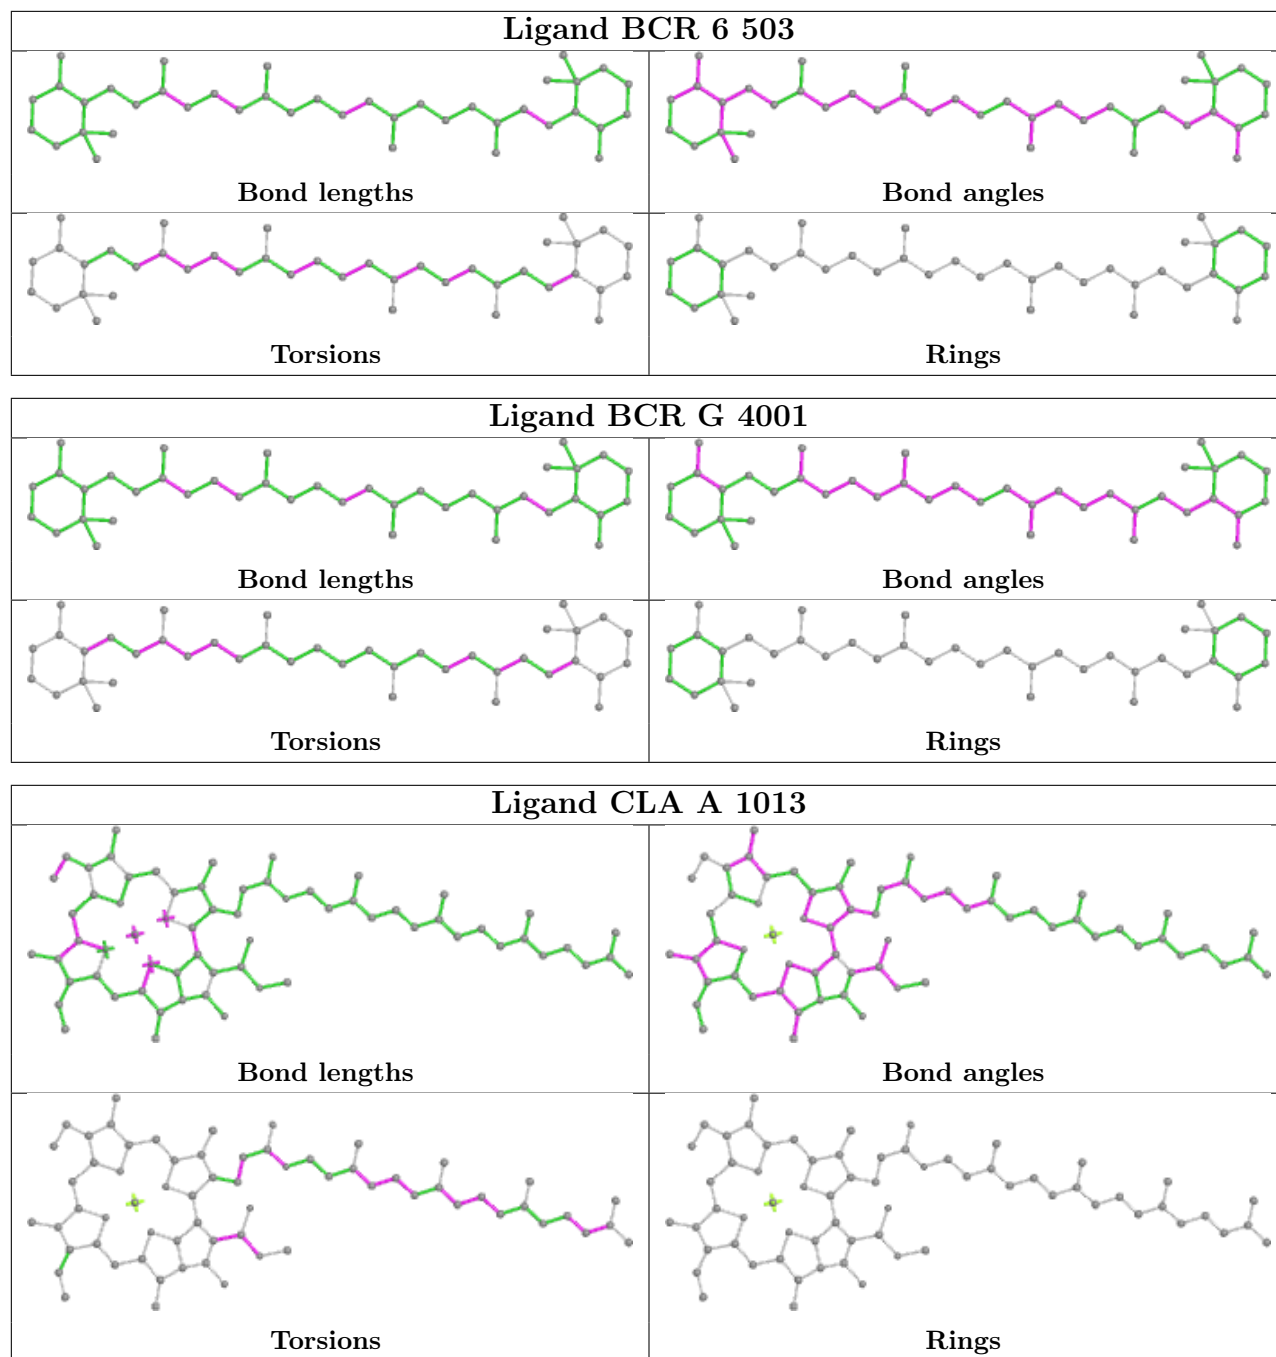 Ligand BCR 6 503
Bond lengths
Bond angles
Torsions
Rings
Ligand BCR G 4001
Bond lengths
Bond angles
Torsions
Rings
Ligand CLA A 1013
Bond lengths
Bond angles
Torsions
Rings